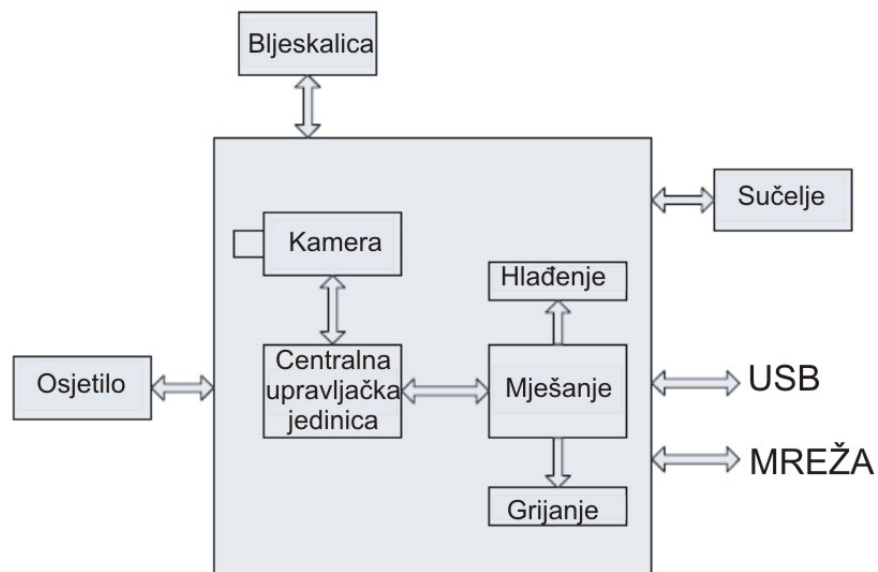 Bljeskalica
Sučelje
Kamera
Hlađenje
Centralna
upravljačka
jedinica
Mješanje
Osjetilo
USB
MREŽA
Grijanje